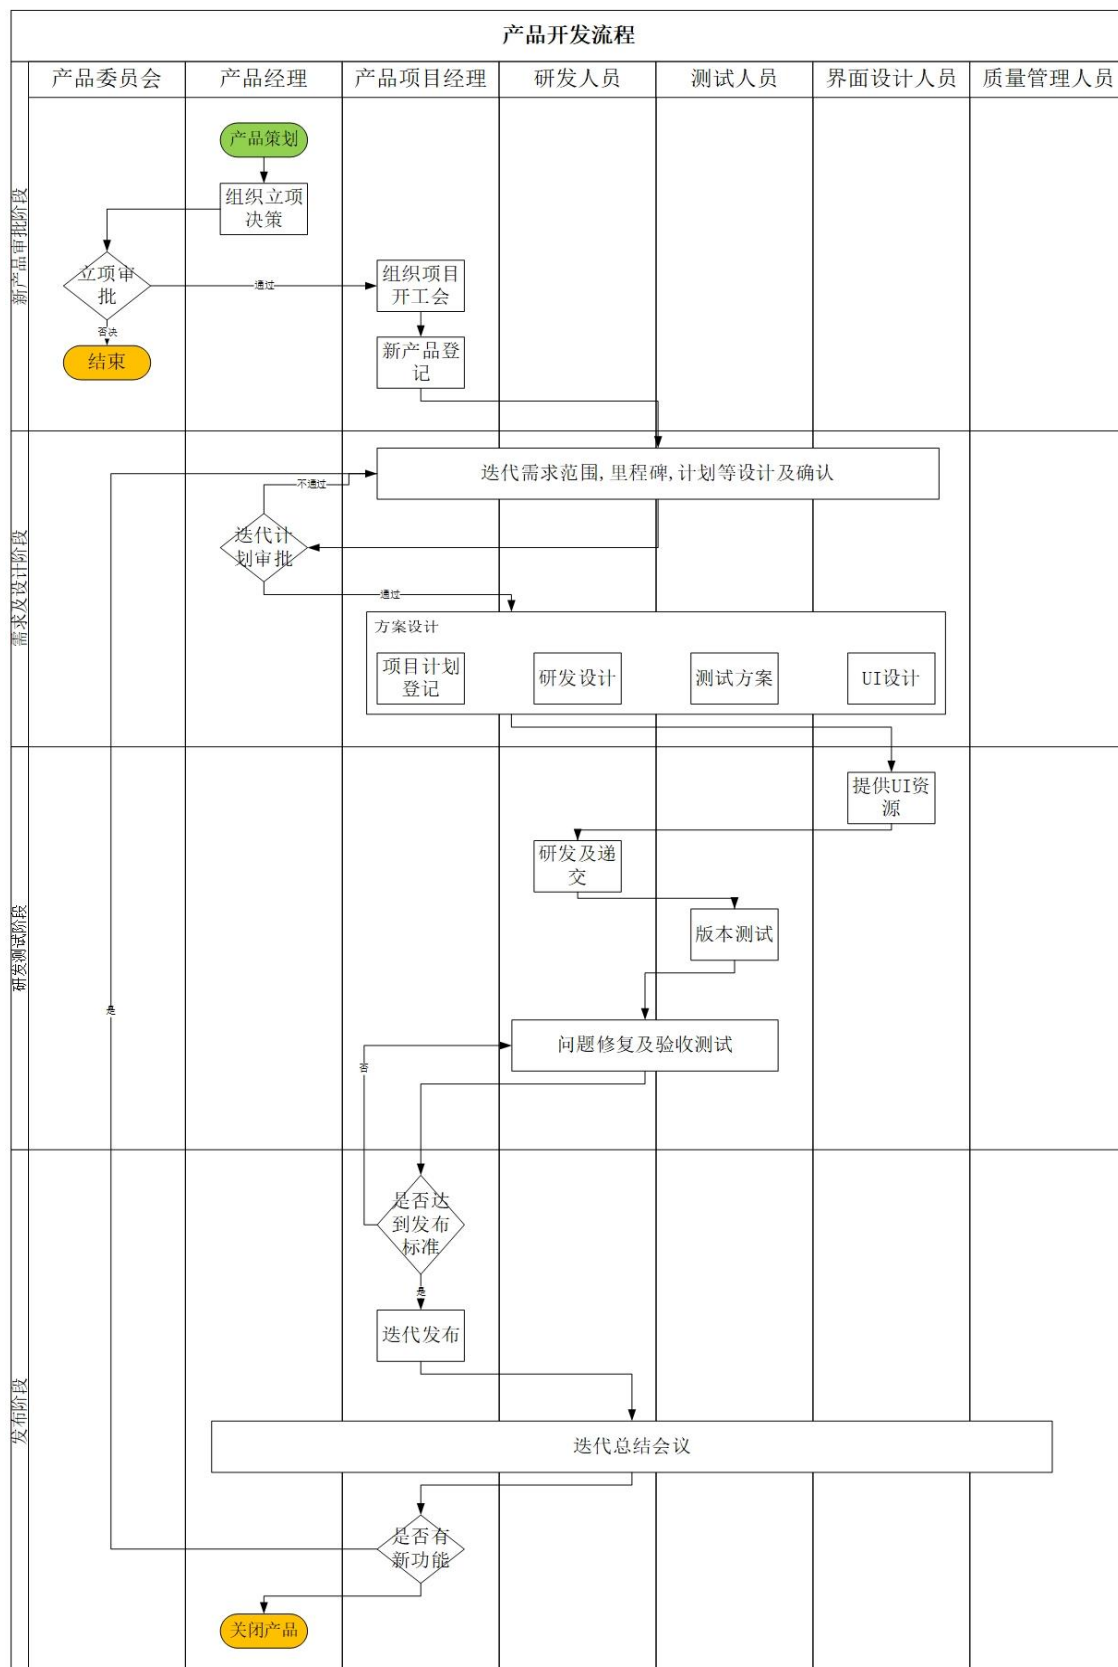 产品开发流程
产品委员会
产品经理
产品项目经理
研发人员
测试人员
界面设计人员
质量管理人员
新产品审批阶段
产品策划
组织立项
决策
立项审
批
通过
组织项目
开工会
否决
结束
新产品登
记
需求及设计阶段
迭代需求范围,里程碑,计划等设计及确认
不通过
迭代计
划审批
通过
方案设计
项目计划
登记
研发设计
测试方案
UI设计
研发测试阶段
提供UI资
源
研发及递
交
版本测试
是
问题修复及验收测试
否
发布阶段
是否达
到发布
标准
是
迭代发布
迭代总结会议
是否有
新功能
关闭产品